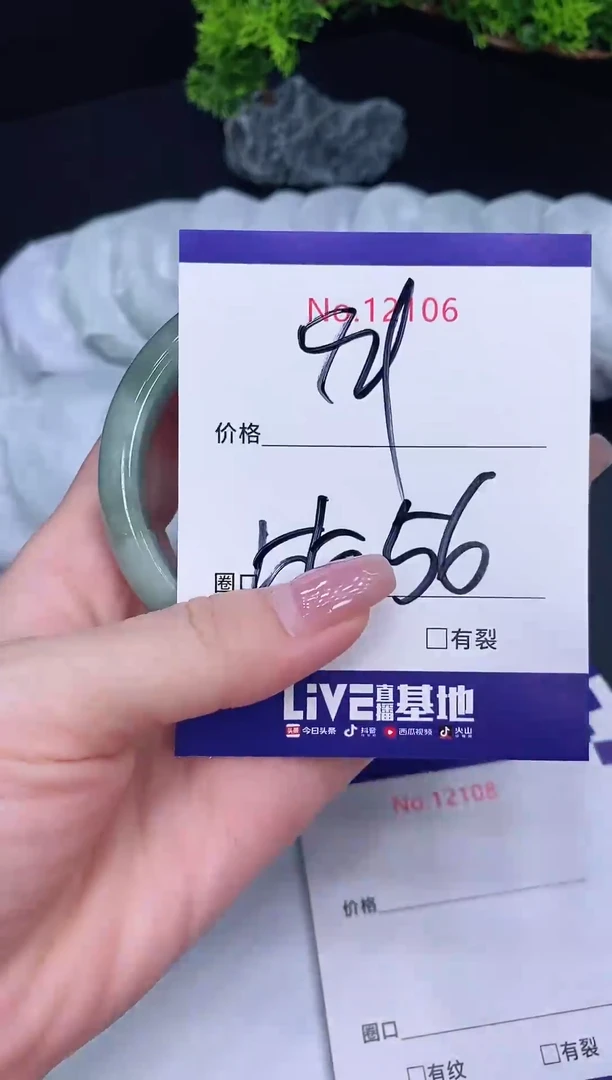 No.12106
价格
圈口 56
□有裂
LiVE直播基地
头条 今日头条 抖音 西瓜视频 火山
No.12108
价格
圈口
□有纹 □有裂